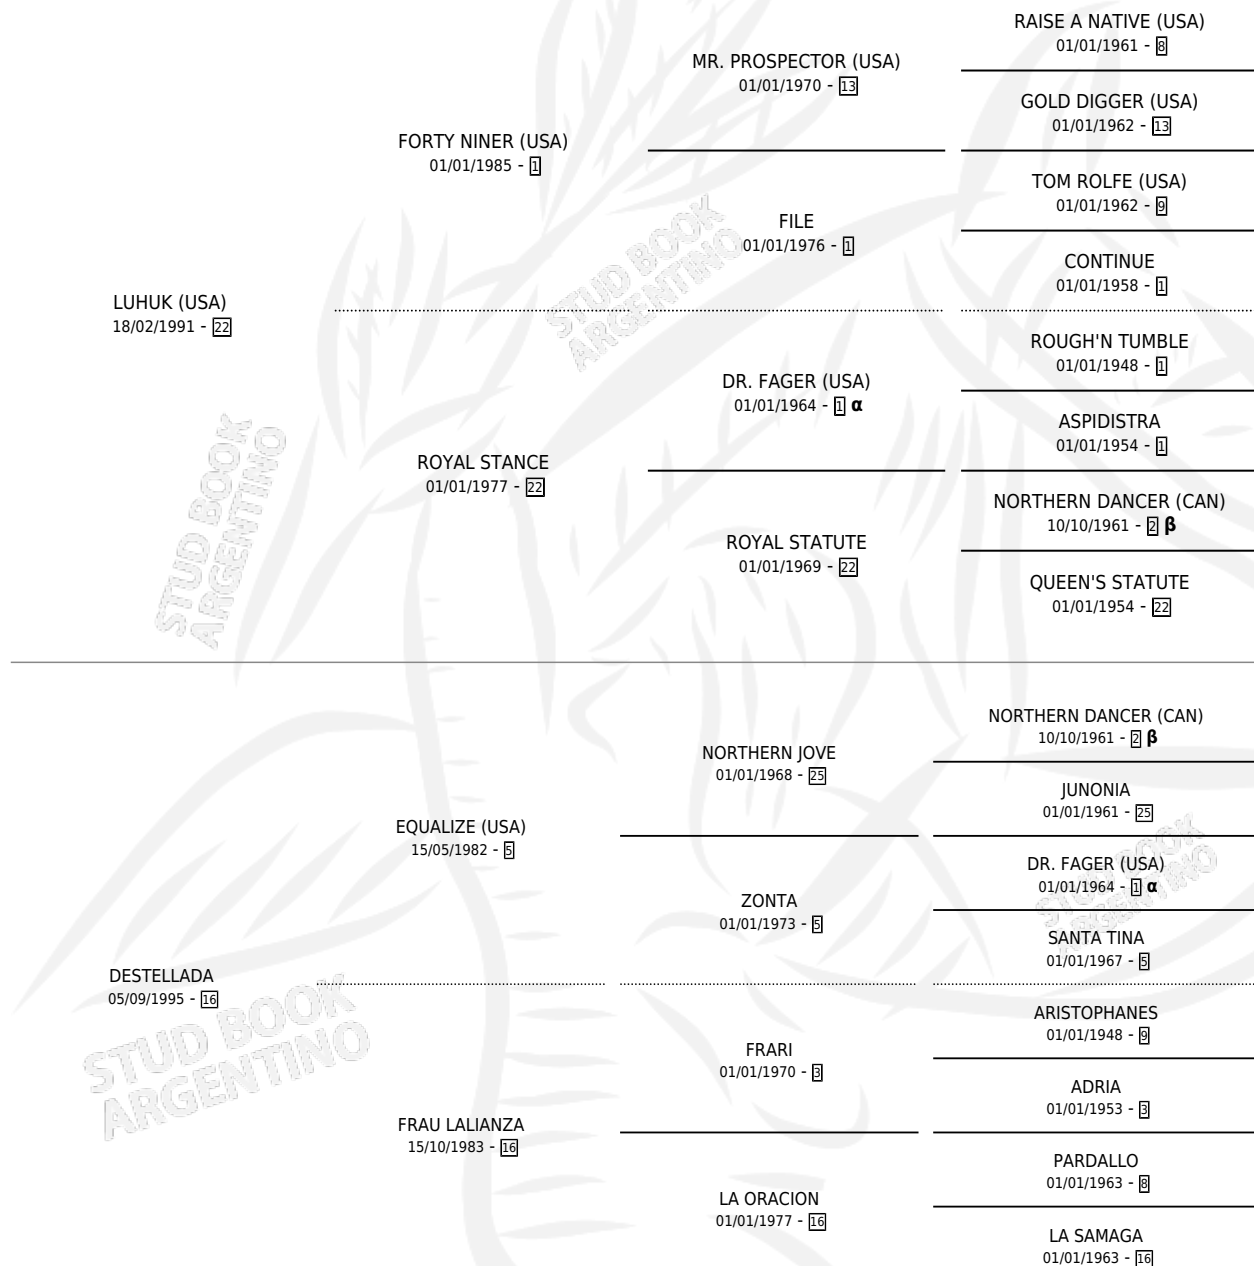 RAISE A NATIVE (USA)
01/01/1961 - 8
MR. PROSPECTOR (USA)
01/01/1970 - 13
GOLD DIGGER (USA)
01/01/1962 - 13
FORTY NINER (USA)
01/01/1985 - 1
TOM ROLFE (USA)
01/01/1962 - 9
FILE
01/01/1976 - 1
CONTINUE
01/01/1958 - 1
LUHUK (USA)
18/02/1991 - 22
ROUGH'N TUMBLE
01/01/1948 - 1
DR. FAGER (USA)
01/01/1964 - 1 α
ASPIDISTRA
01/01/1954 - 1
ROYAL STANCE
01/01/1977 - 22
NORTHERN DANCER (CAN)
10/10/1961 - 2 β
ROYAL STATUTE
01/01/1969 - 22
QUEEN'S STATUTE
01/01/1954 - 22
NORTHERN DANCER (CAN)
10/10/1961 - 2 β
NORTHERN JOVE
01/01/1968 - 25
JUNONIA
01/01/1961 - 25
EQUALIZE (USA)
15/05/1982 - 5
DR. FAGER (USA)
01/01/1964 - 1 α
ZONTA
01/01/1973 - 5
SANTA TINA
01/01/1967 - 5
DESTELLADA
05/09/1995 - 16
ARISTOPHANES
01/01/1948 - 9
FRARI
01/01/1970 - 3
ADRIA
01/01/1953 - 3
FRAU LALIANZA
15/10/1983 - 16
PARDALLO
01/01/1963 - 8
LA ORACION
01/01/1977 - 16
LA SAMAGA
01/01/1963 - 16
STUD BOOK
ARGENTINO
STUD BOOK
ARGENTINO
STUD BOOK
ARGENTINO
STUD BOOK
ARGENTINO